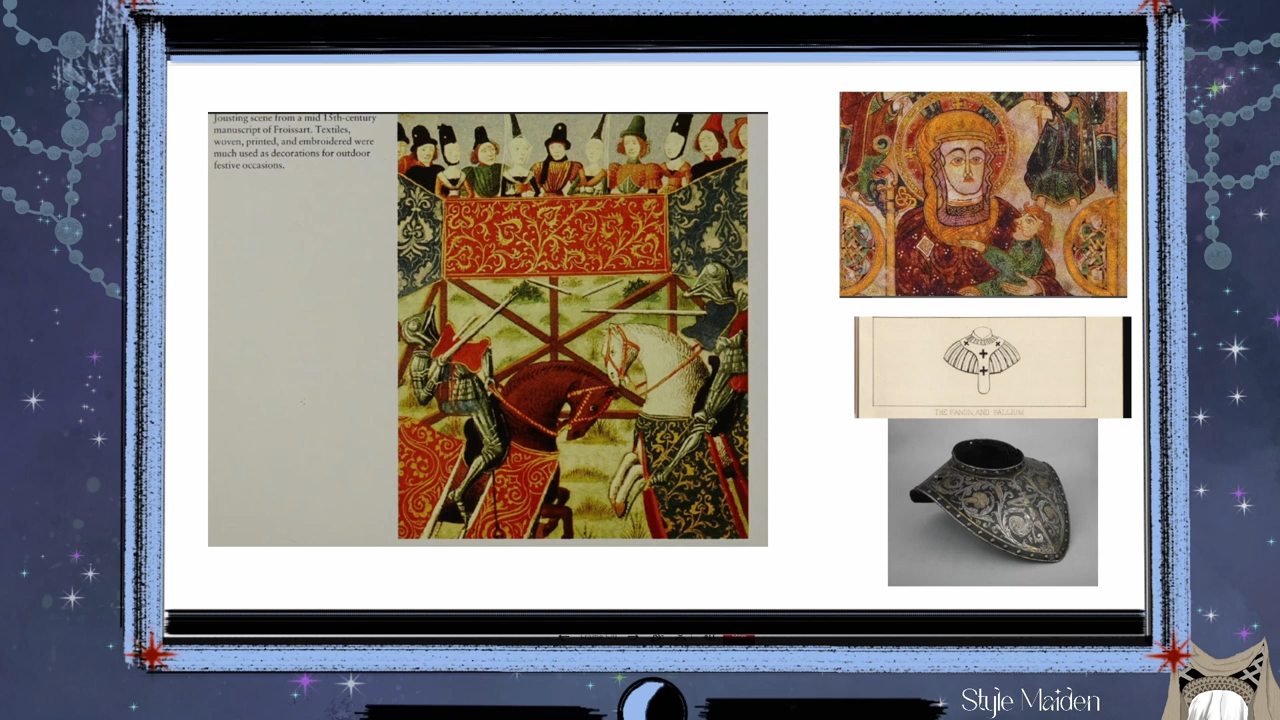 Jousting scene from a mid 15th-century
manuscript of Froissart. Textiles,
woven, printed, and embroidered were
much used as decorations for outdoor
festive occasions.
THE FANON, AND PALLIUM
Style Maiden